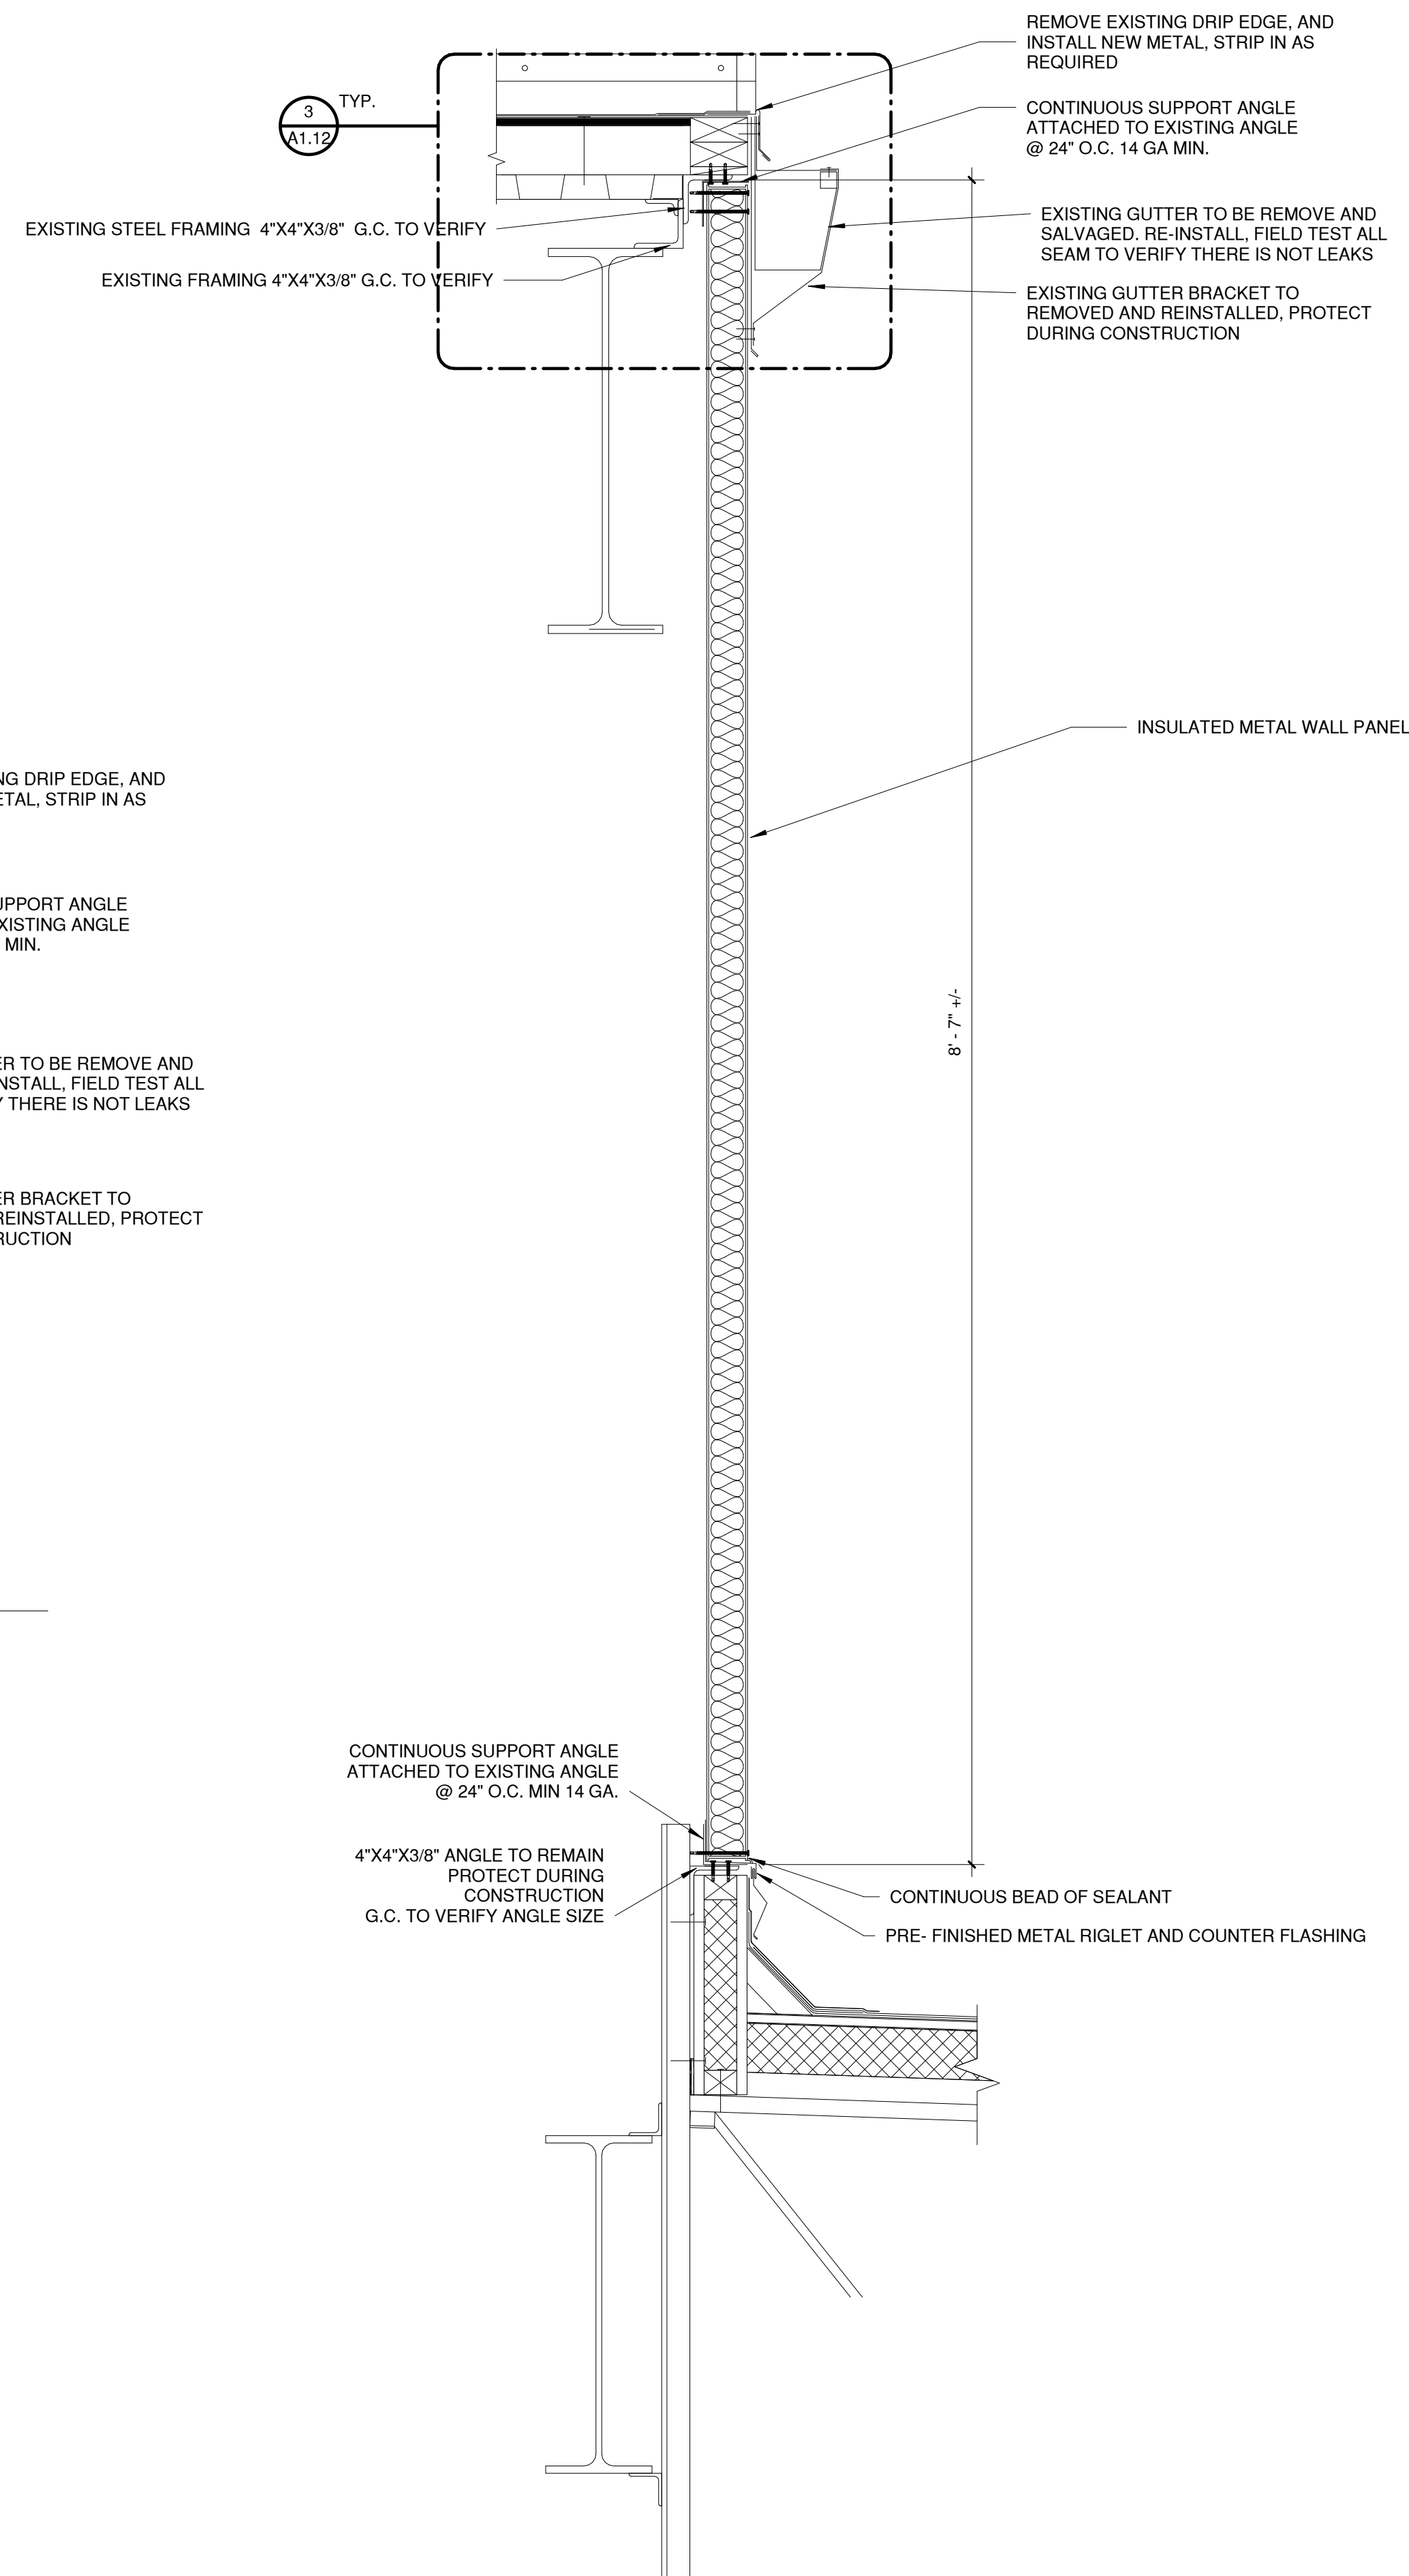 REMOVE EXISTING DRIP EDGE, AND
INSTALL NEW METAL, STRIP IN AS
REQUIRED
3
A1.12
TYP.
CONTINUOUS SUPPORT ANGLE
ATTACHED TO EXISTING ANGLE
@ 24" O.C. 14 GA MIN.
EXISTING STEEL FRAMING 4"X4"X3/8" G.C. TO VERIFY
EXISTING FRAMING 4"X4"X3/8" G.C. TO VERIFY
EXISTING GUTTER TO BE REMOVE AND
SALVAGED. RE-INSTALL, FIELD TEST ALL
SEAM TO VERIFY THERE IS NOT LEAKS
EXISTING GUTTER BRACKET TO
REMOVED AND REINSTALLED, PROTECT
DURING CONSTRUCTION
INSULATED METAL WALL PANEL
NG DRIP EDGE, AND
ETAL, STRIP IN AS
UPPORT ANGLE
XISTING ANGLE
MIN.
8' - 7" +/-
ER TO BE REMOVE AND
NSTALL, FIELD TEST ALL
Y THERE IS NOT LEAKS
ER BRACKET TO
REINSTALLED, PROTECT
RUCTION
CONTINUOUS SUPPORT ANGLE
ATTACHED TO EXISTING ANGLE
@ 24" O.C. MIN 14 GA.
4"X4"X3/8" ANGLE TO REMAIN
PROTECT DURING
CONSTRUCTION
G.C. TO VERIFY ANGLE SIZE
CONTINUOUS BEAD OF SEALANT
PRE- FINISHED METAL RIGLET AND COUNTER FLASHING